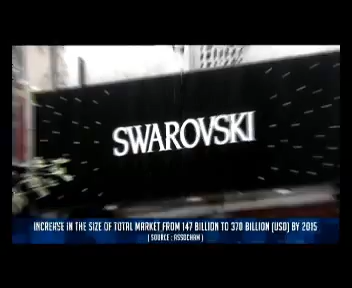 SWAROVSKI
INCREASE IN THE SIZE OF TOTAL MARKET FROM 147 BILLION TO 370 BILLION (USD) BY 2015
( SOURCE : ASSOCHAM )